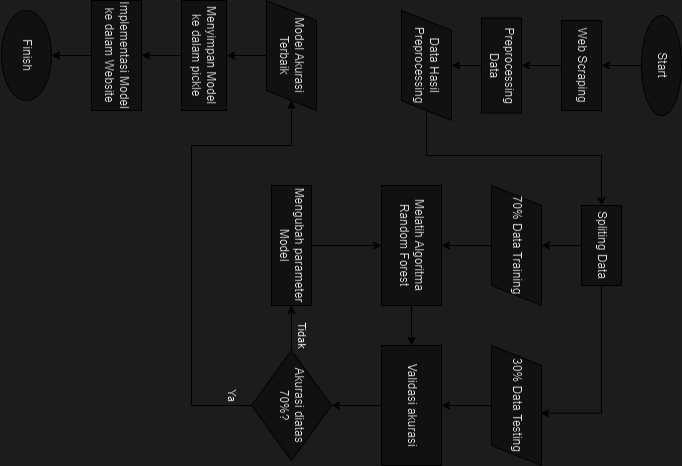 Start
Web Scraping
Preprocessing
Data
Data Hasil
Preprocessing
Spliting Data
70% Data Training
30% Data Testing
Melatih Algoritma
Random Forest
Validasi akurasi
Akurasi diatas
70%?
Tidak
Mengubah parameter
Model
Ya
Model Akurasi
Terbaik
Menyimpan Model
ke dalam pickle
Implementasi Model
ke dalam Website
Finish